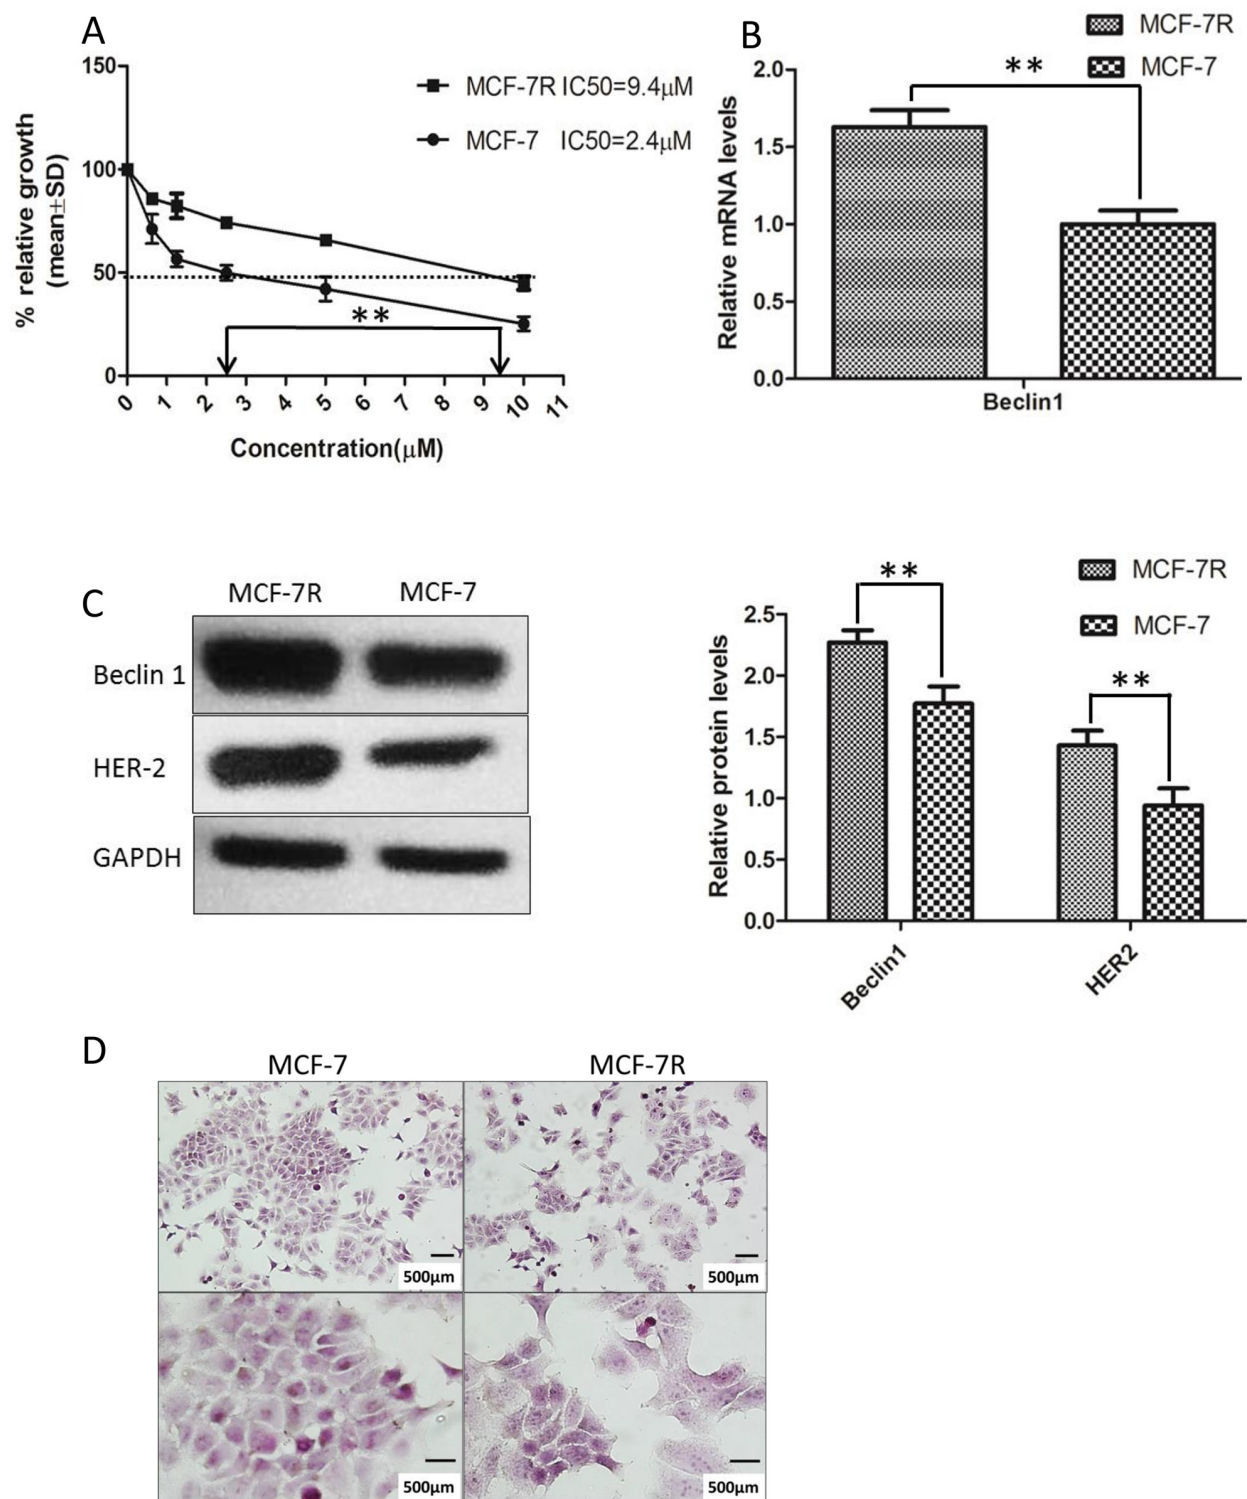 A
150
100
50
0
% relative growth
(mean±SD)
MCF-7R IC50=9.4μM
MCF-7 IC50=2.4μM
**
0 1 2 3 4 5 6 7 8 9 10 11
Concentration(μM)
B
MCF-7R
MCF-7
**
2.0
1.5
1.0
0.5
0.0
Relative mRNA levels
Beclin1
C
MCF-7R MCF-7
Beclin 1
HER-2
GAPDH
MCF-7R
MCF-7
**
**
2.5
2.0
1.5
1.0
0.5
0.0
Relative protein levels
Beclin1 HER2
D
MCF-7 MCF-7R
500μm 500μm
500μm 500μm